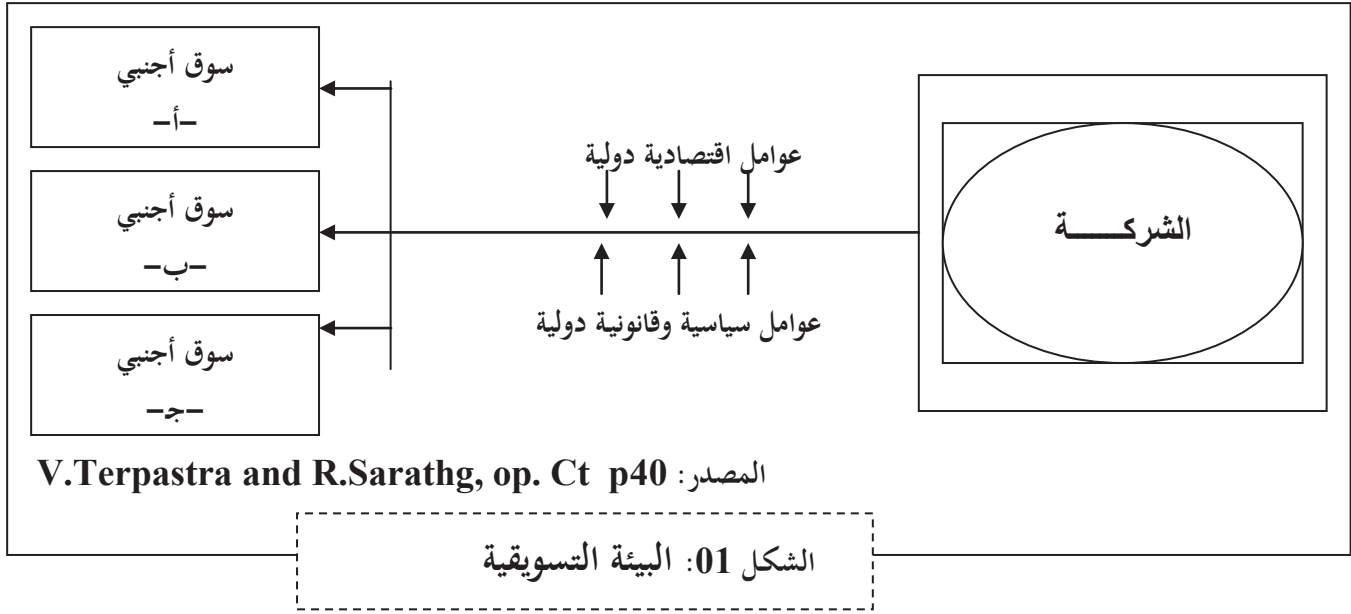 سوق أجنبي
–أ–
سوق أجنبي
–ب–
سوق أجنبي
–ج–
عوامل اقتصادية دولية
عوامل سياسية وقانونية دولية
الشركـــــة
المصدر: V.Terpastra and R.Sarathg, op. Ct p40
الشكل 01: البيئة التسويقية